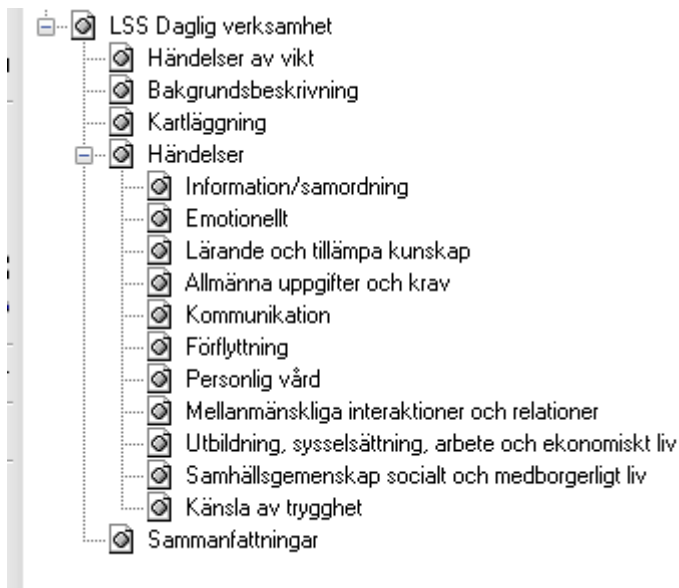 LSS Daglig verksamhet
Händelser av vikt
Bakgrundsbeskrivning
Kartläggning
Händelser
Information/samordning
Emotionellt
Lärande och tillämpa kunskap
Allmänna uppgifter och krav
Kommunikation
Förflyttning
Personlig vård
Mellanmänskliga interaktioner och relationer
Utbildning, sysselsättning, arbete och ekonomiskt liv
Samhällsgemenskap socialt och medborgerligt liv
Känsla av trygghet
Sammanfattningar